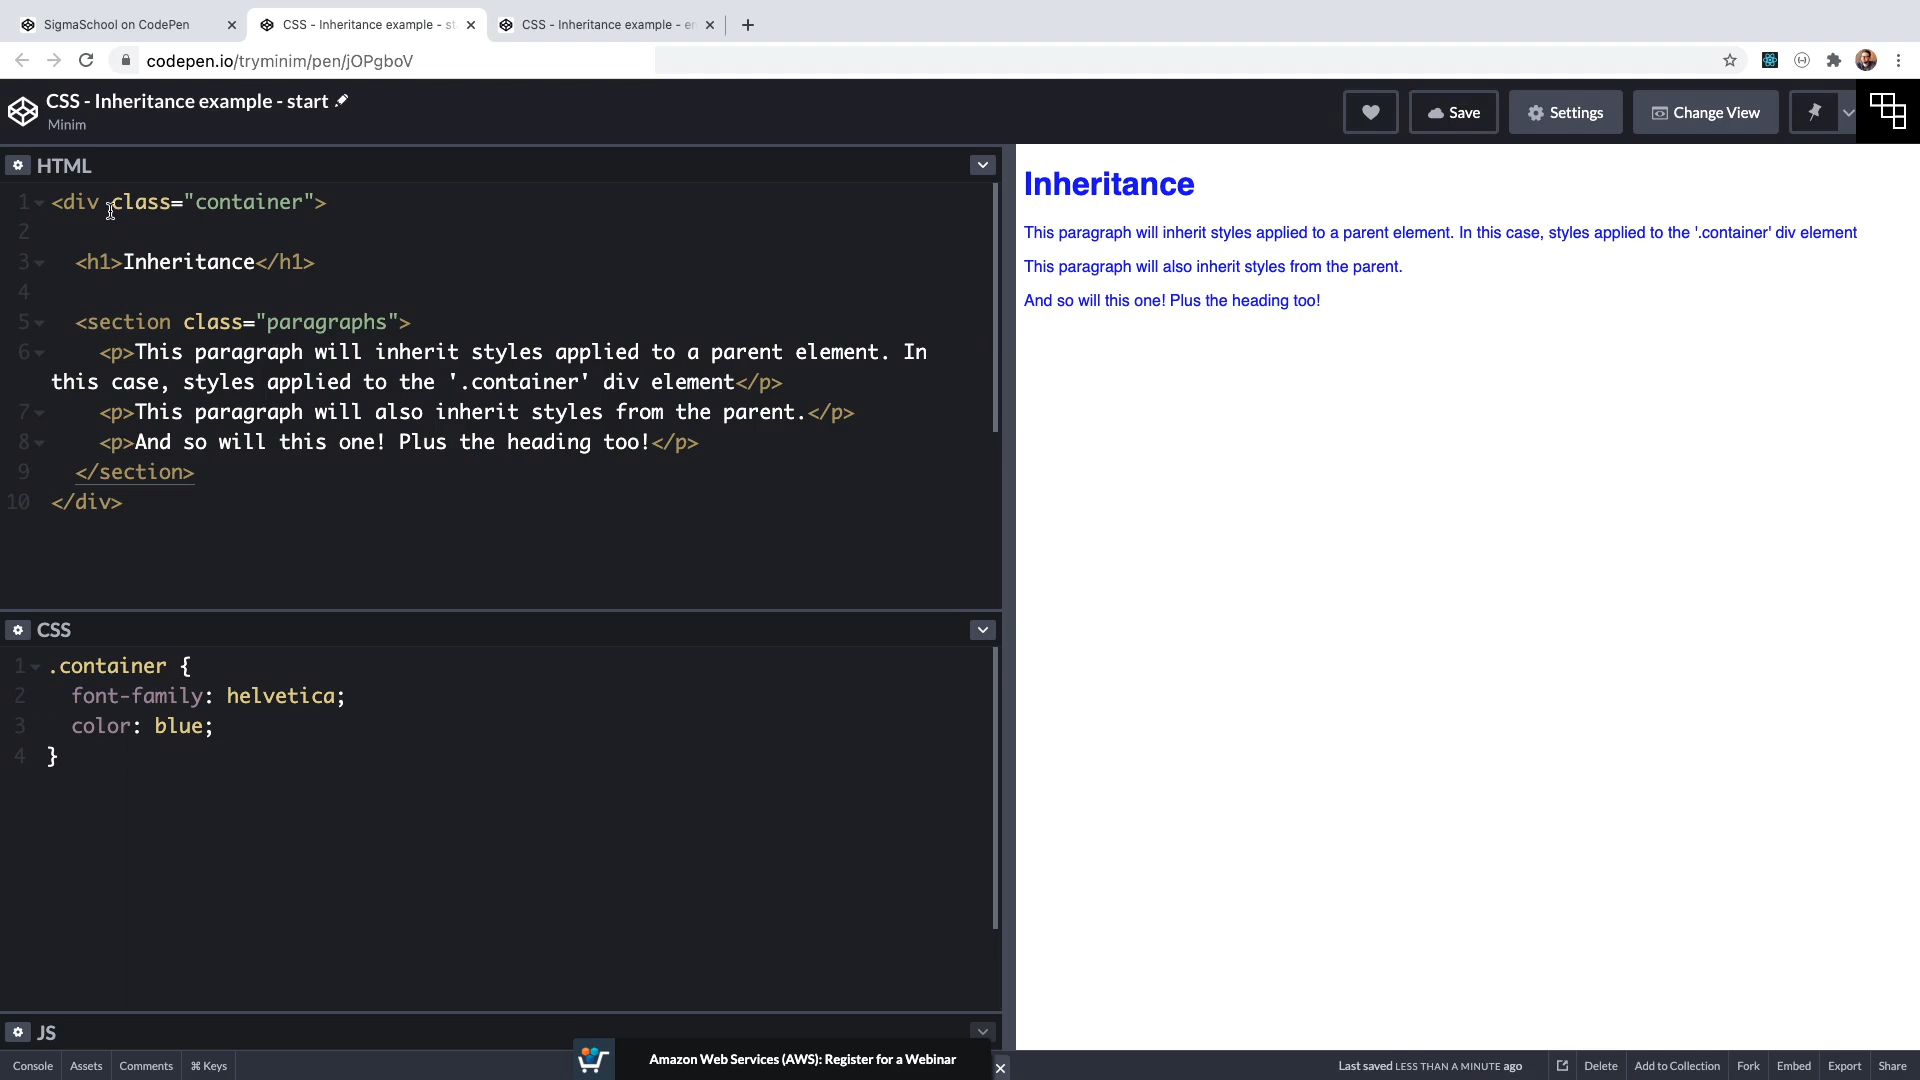 SigmaSchool on CodePen
CSS - Inheritance example - st
CSS - Inheritance example - en
codepen.io/tryminim/pen/jOPgboV
CSS - Inheritance example - start
Minim
Save
Settings
Change View
HTML
1 <div class="container">
2
3 <h1>Inheritance</h1>
4
5 <section class="paragraphs">
6 <p>This paragraph will inherit styles applied to a parent element. In
this case, styles applied to the '.container' div element</p>
7 <p>This paragraph will also inherit styles from the parent.</p>
8 <p>And so will this one! Plus the heading too!</p>
9 </section>
10 </div>
CSS
1 .container {
2 font-family: helvetica;
3 color: blue;
4 }
JS
Inheritance
This paragraph will inherit styles applied to a parent element. In this case, styles applied to the '.container' div element
This paragraph will also inherit styles from the parent.
And so will this one! Plus the heading too!
Console
Assets
Comments
⌘ Keys
Amazon Web Services (AWS): Register for a Webinar
Last saved LESS THAN A MINUTE ago
Delete
Add to Collection
Fork
Embed
Export
Share